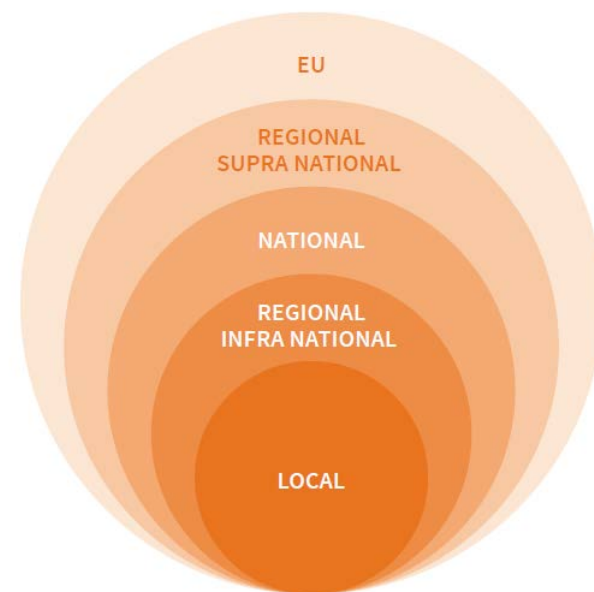 EU
REGIONAL
SUPRA NATIONAL
NATIONAL
REGIONAL
INFRA NATIONAL
LOCAL